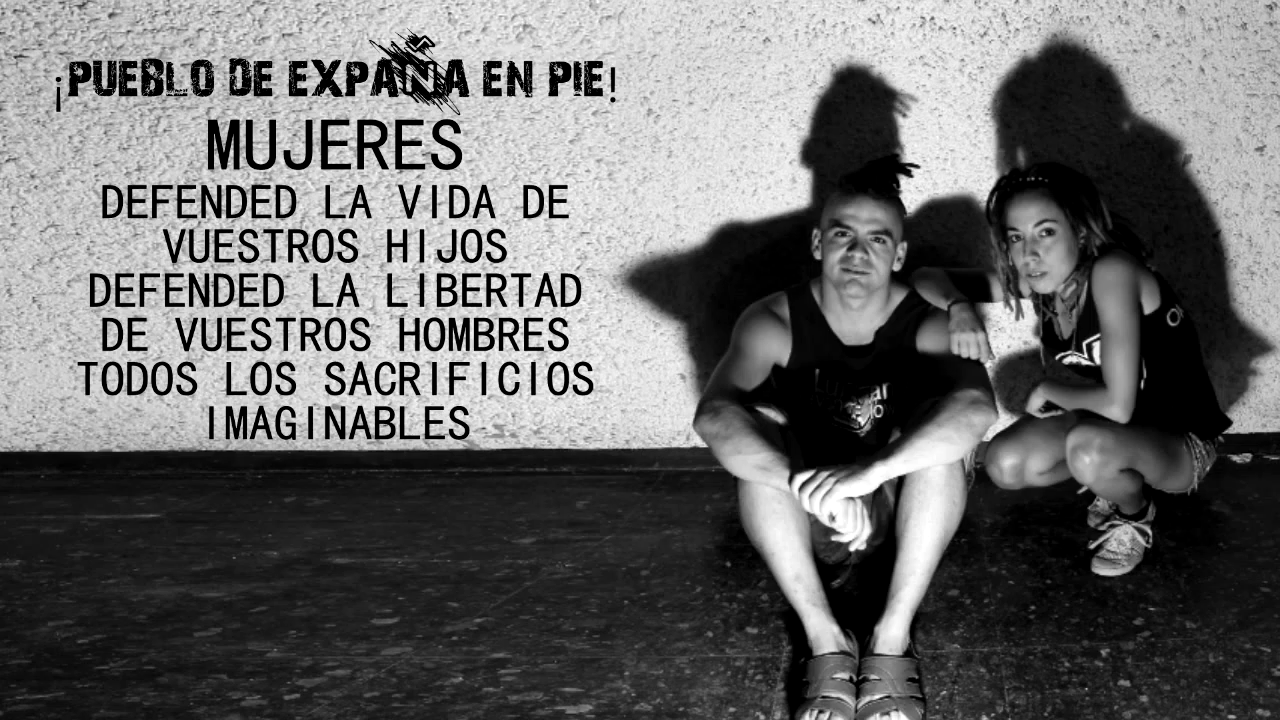 ¡PUEBLO DE EXPAÑA EN PIE!
MUJERES
DEFENDED LA VIDA DE
VUESTROS HIJOS
DEFENDED LA LIBERTAD
DE VUESTROS HOMBRES
TODOS LOS SACRIFICIOS
IMAGINABLES